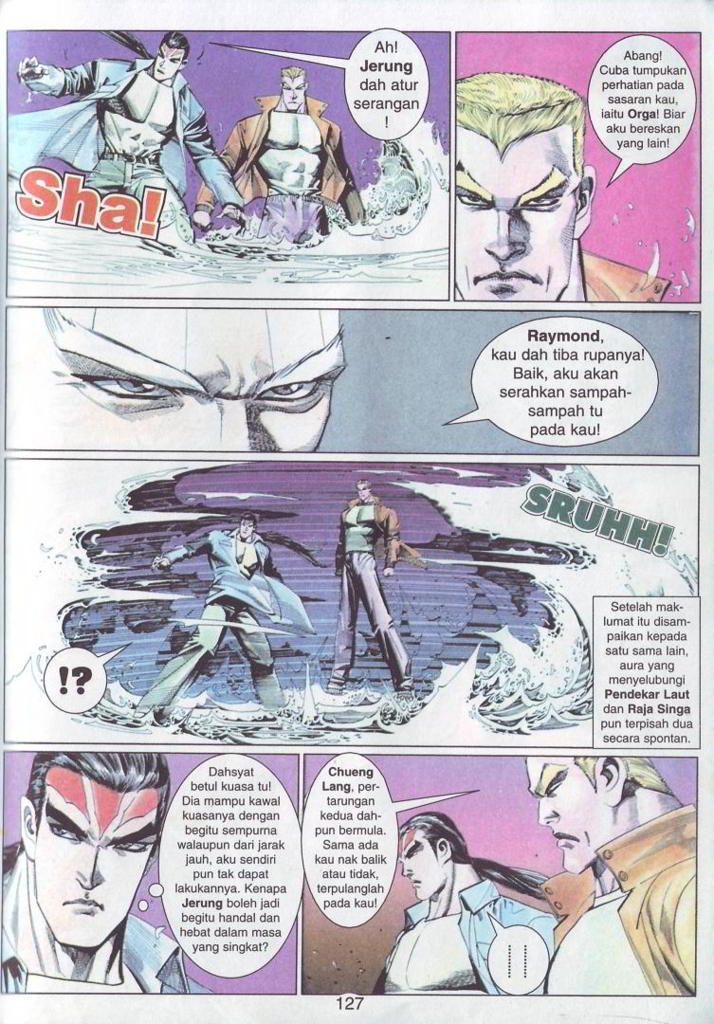 Ah!
Jerung
dah atur
serangan
!
Sha!
Abang!
Cuba tumpukan
perhatian pada
sasaran kau,
iaitu Orga! Biar
aku bereskan
yang lain!
Raymond,
kau dah tiba rupanya!
Baik, aku akan
serahkan sampah-
sampah tu
pada kau!
SRUHH!
!?
Setelah mak-
lumat itu disam-
paikan kepada
satu sama lain,
aura yang
menyelubungi
Pendekar Laut
dan Raja Singa
pun terpisah dua
secara spontan.
Dahsyat
betul kuasa tu!
Dia mampu kawal
kuasanya dengan
begitu sempurna
walaupun dari jarak
jauh, aku sendiri
pun tak dapat
lakukannya. Kenapa
Jerung boleh jadi
begitu handal dan
hebat dalam masa
yang singkat?
Chueng
Lang, per-
tarungan
kedua dah-
pun bermula.
Sama ada
kau nak balik
atau tidak,
terpulanglah
pada kau!
127